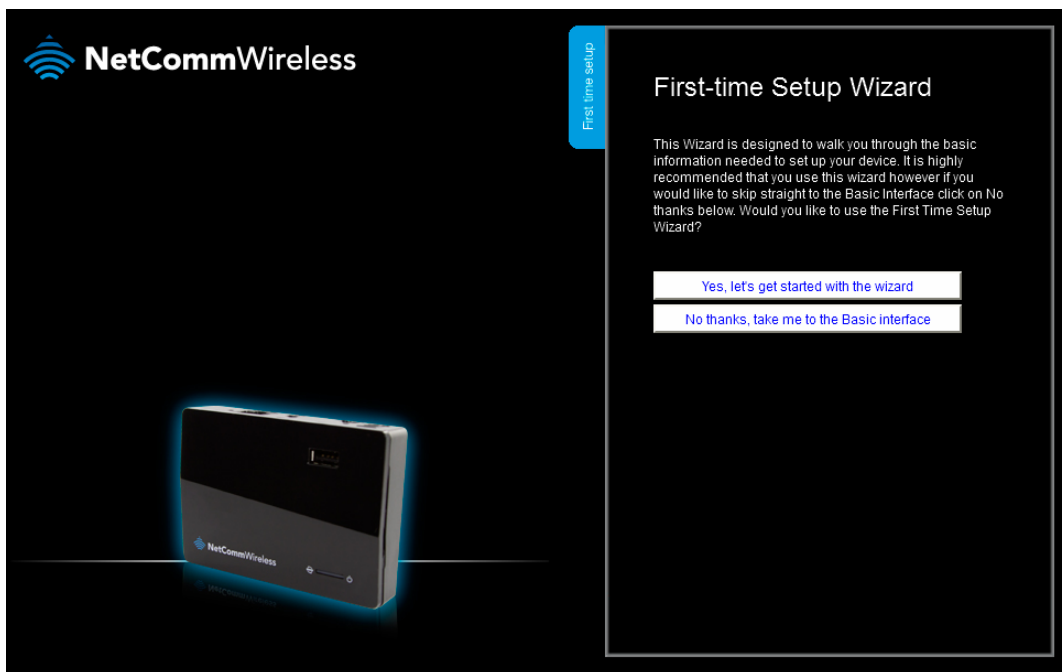 NetCommWireless
First time setup
First-time Setup Wizard
This Wizard is designed to walk you through the basic
information needed to set up your device. It is highly
recommended that you use this wizard however if you
would like to skip straight to the Basic Interface click on No
thanks below. Would you like to use the First Time Setup
Wizard?
Yes, let's get started with the wizard
No thanks, take me to the Basic interface
NetCommWireless